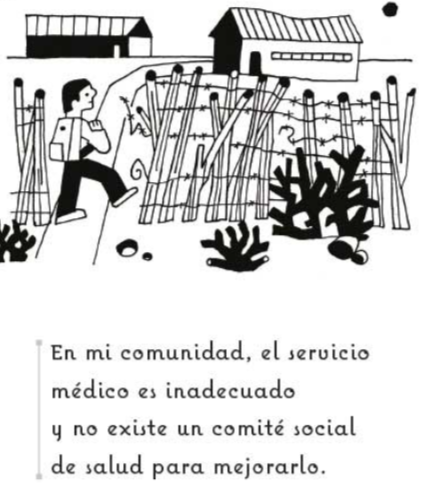 En mi comunidad, el servicio
médico es inadecuado
y no existe un comité social
de salud para mejorarlo.